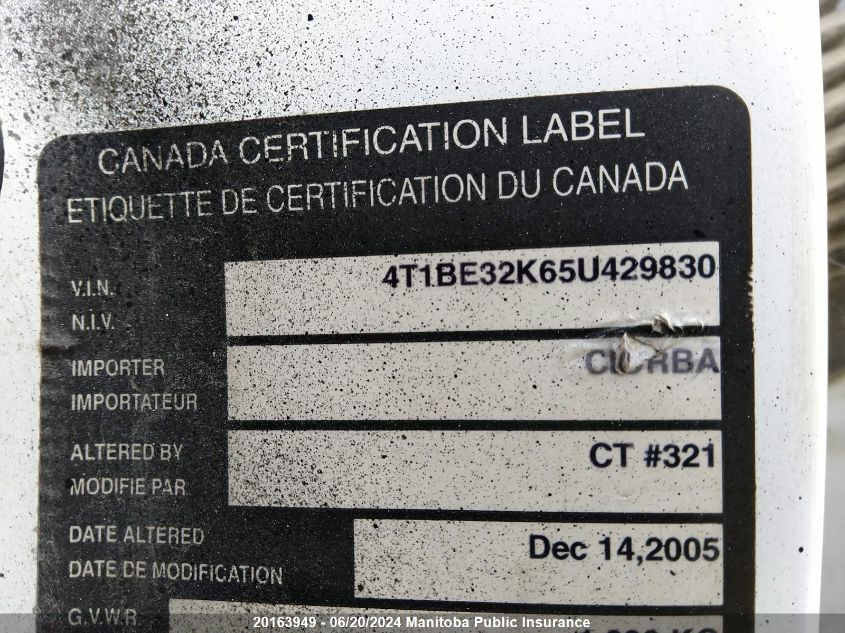 CANADA CERTIFICATION LABEL
ETIQUETTE DE CERTIFICATION DU CANADA
V.I.N. 4T1BE32K65U429830
N.I.V.
IMPORTER
IMPORTATEUR
ALTERED BY CT #321
MODIFIE PAR
DATE ALTERED Dec 14,2005
DATE DE MODIFICATION
G.V.W.R.
20163949 - 06/20/2024 Manitoba Public Insurance